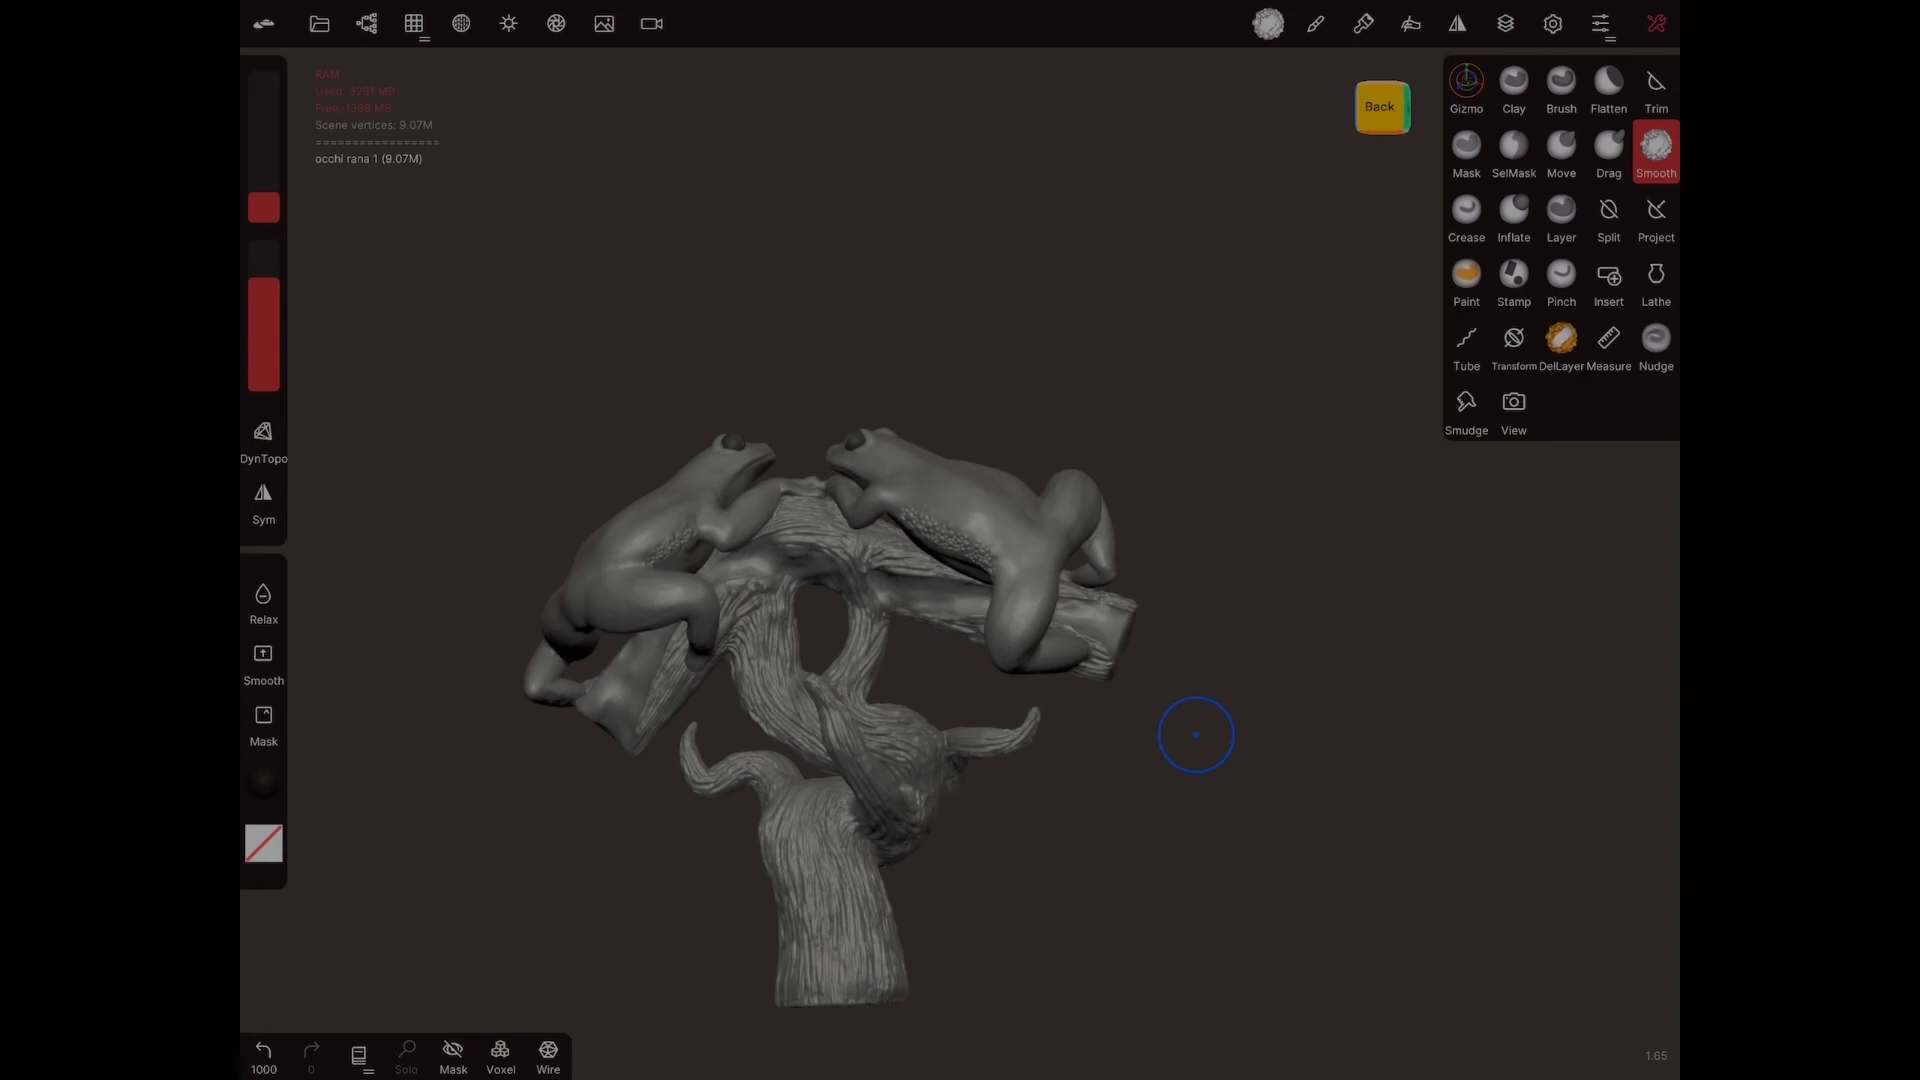 RAM
Used: 3281 MB
Free: 1398 MB
Scene vertices: 9.07M
=================
occhi rana 1 (9.07M)
Back
Gizmo Clay Brush Flatten Trim
Mask SelMask Move Drag Smooth
Crease Inflate Layer Split Project
Paint Stamp Pinch Insert Lathe
Tube Transform DelLayer Measure Nudge
Smudge View
DynTopo
Sym
Relax
Smooth
Mask
1000 0 Solo Mask Voxel Wire
1.65